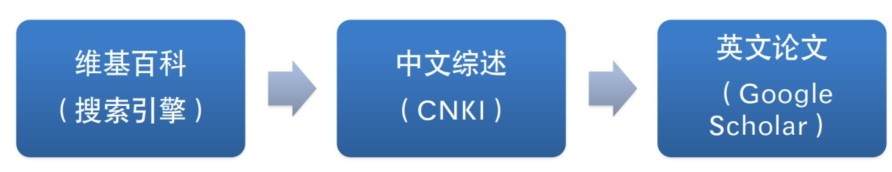 维基百科
（搜索引擎）
中文综述
（CNKI）
英文论文
（Google
Scholar）